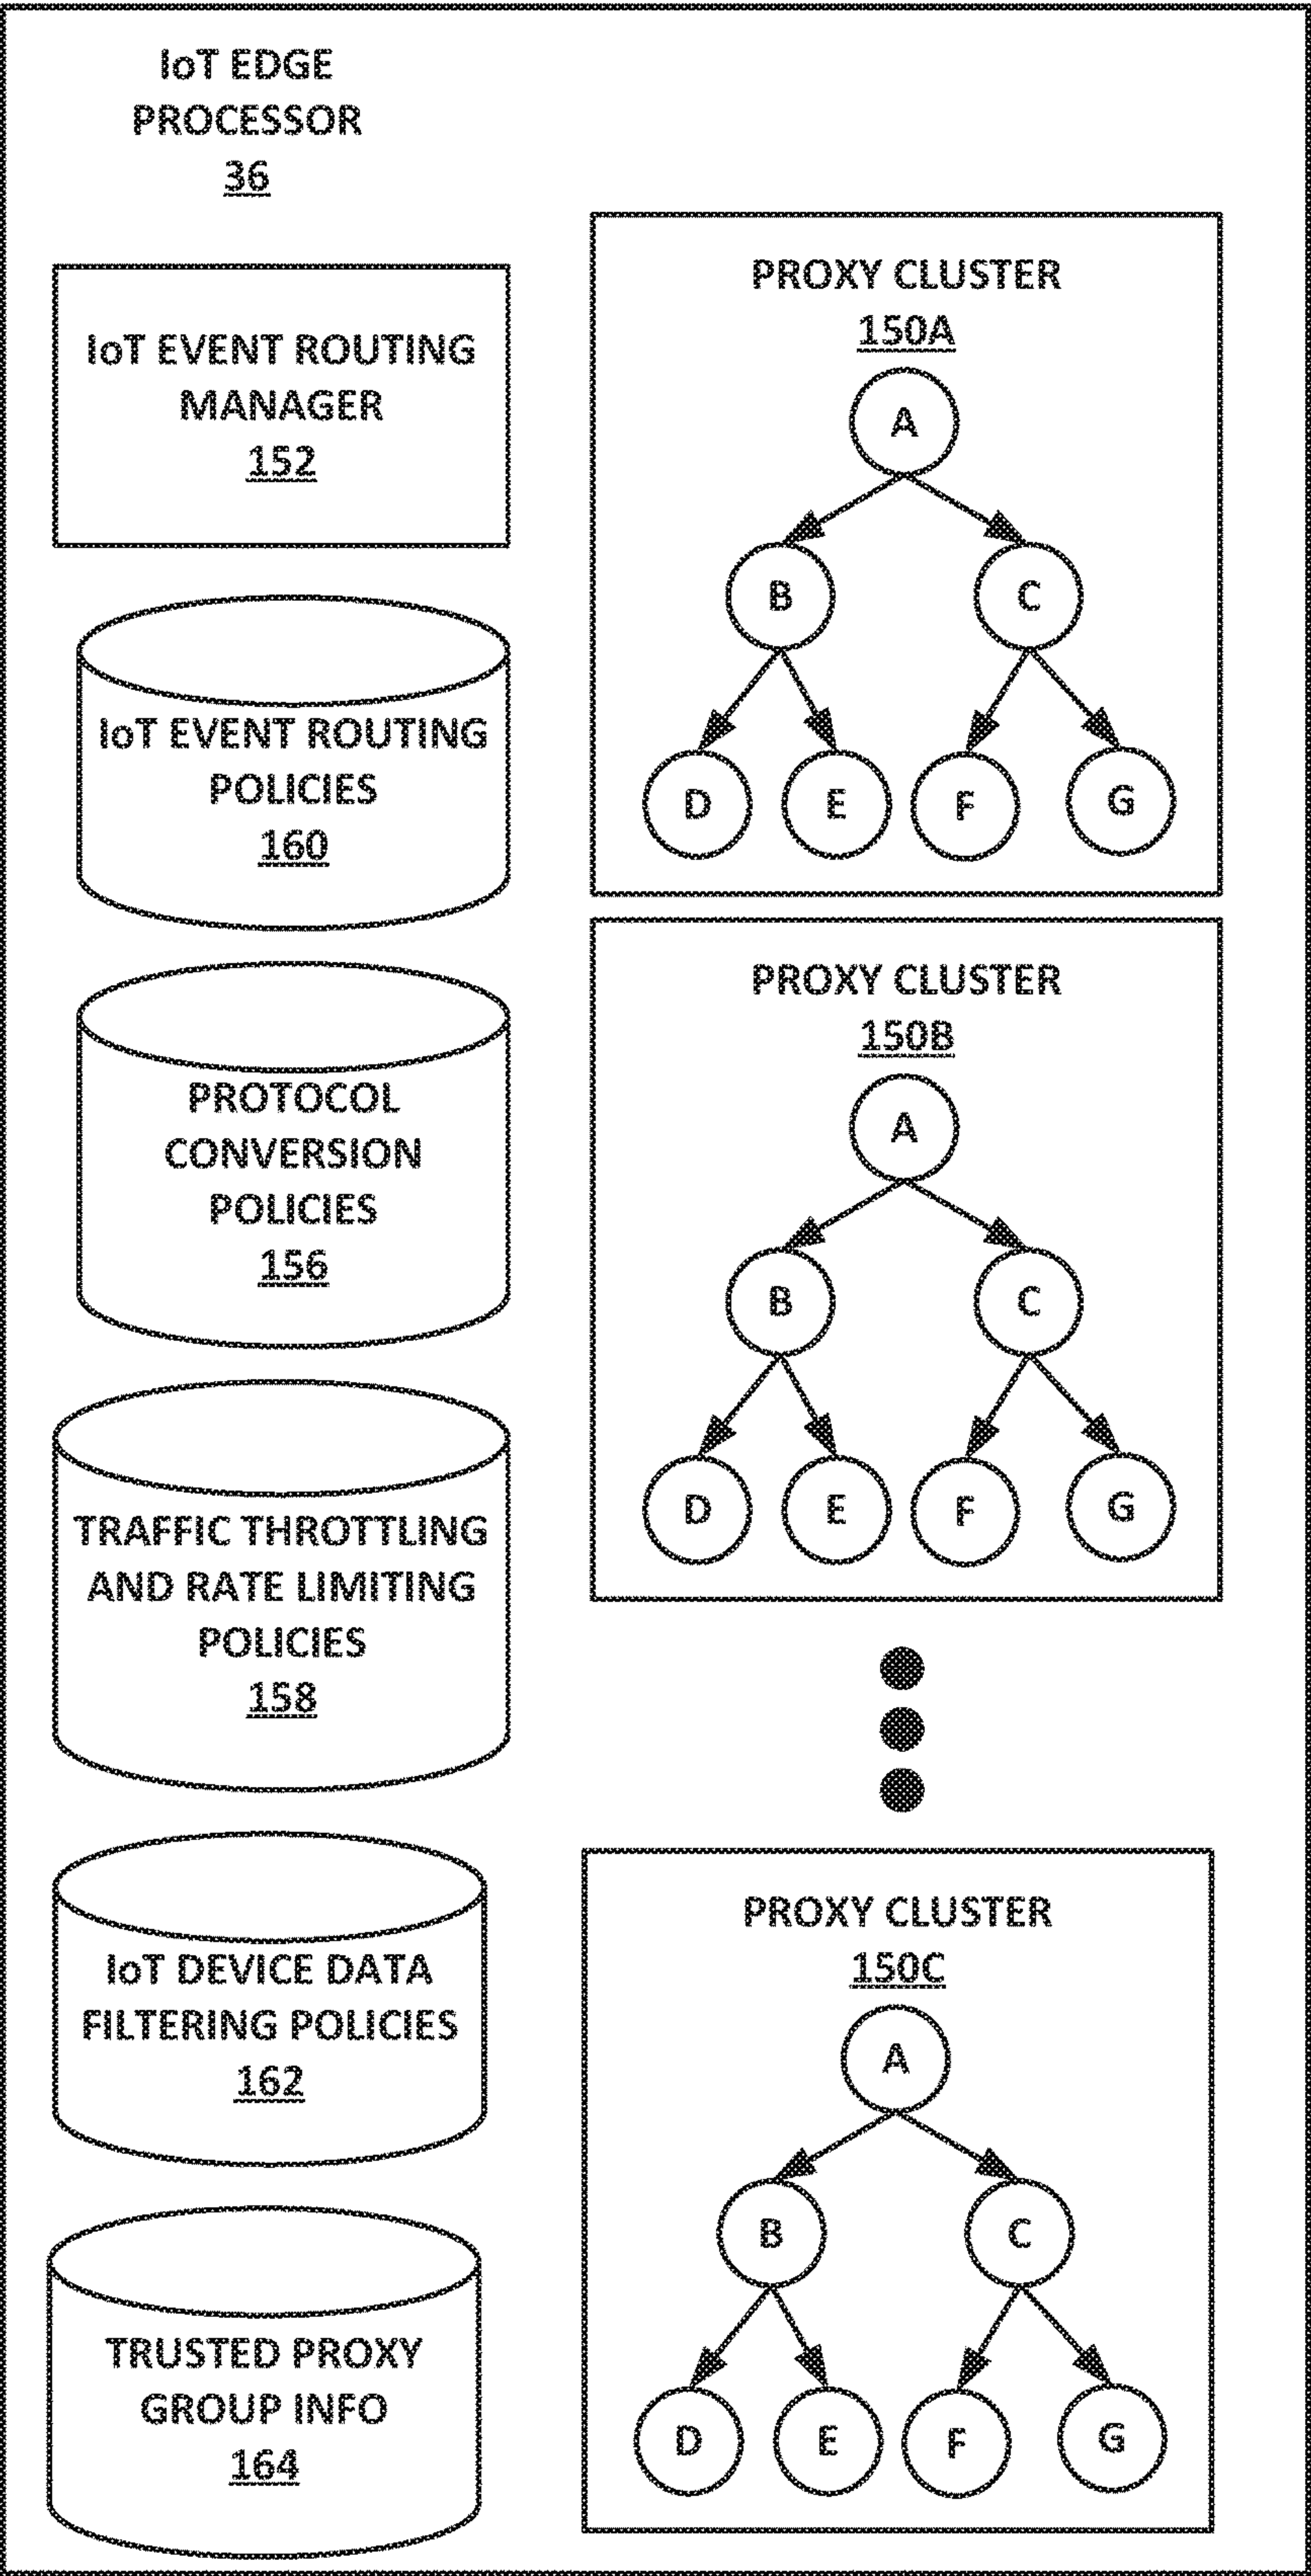 IoT EDGE
PROCESSOR
36
IoT EVENT ROUTING
MANAGER
152
IoT EVENT ROUTING
POLICIES
160
PROTOCOL
CONVERSION
POLICIES
156
TRAFFIC THROTTLING
AND RATE LIMITING
POLICIES
158
IoT DEVICE DATA
FILTERING POLICIES
162
TRUSTED PROXY
GROUP INFO
164
PROXY CLUSTER
150A
A
B C
D E F G
PROXY CLUSTER
150B
A
B C
D E F G
PROXY CLUSTER
150C
A
B C
D E F G